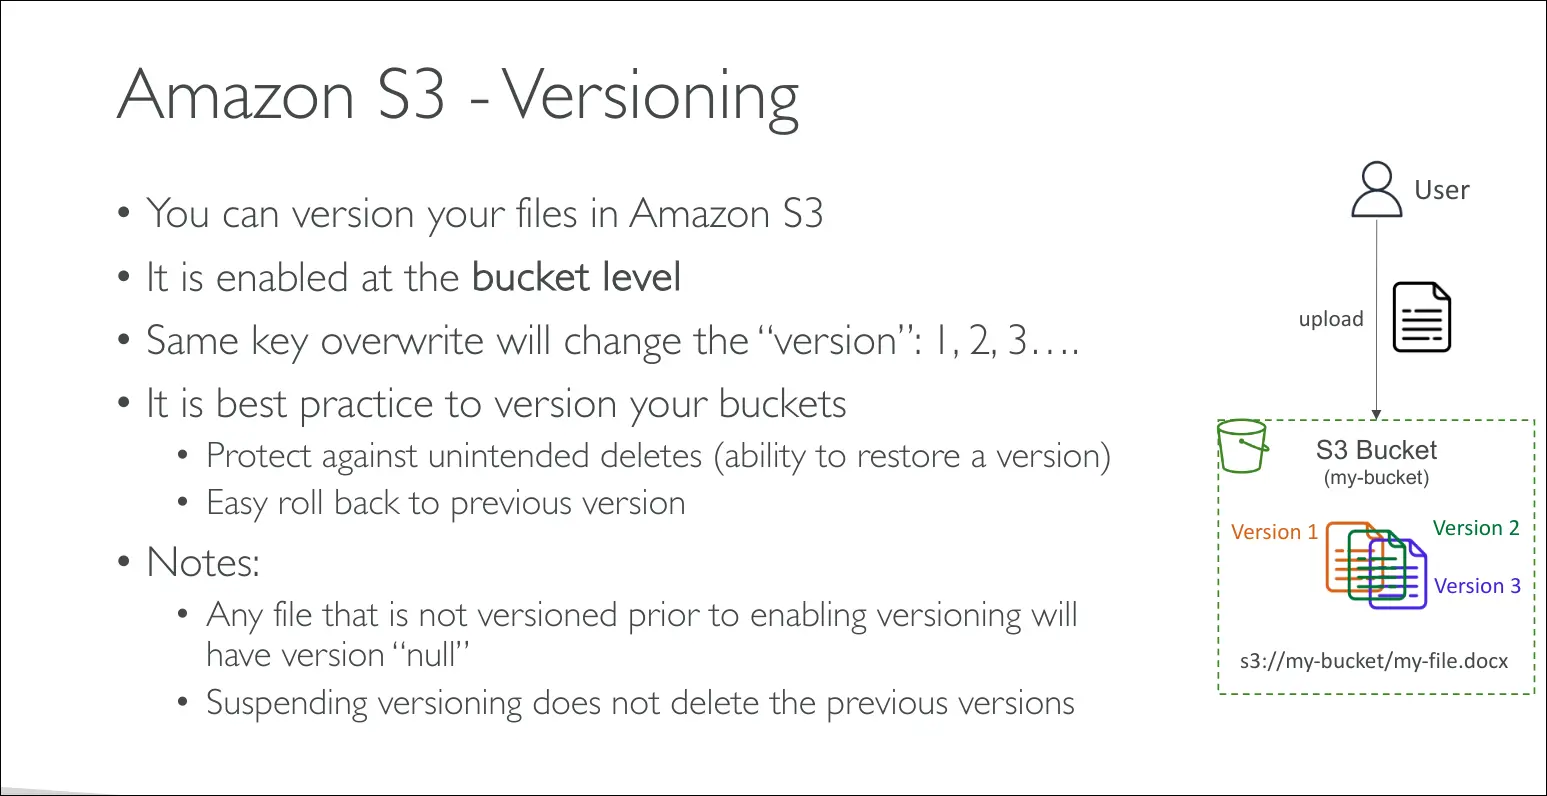 Amazon S3 - Versioning
• You can version your files in Amazon S3
• It is enabled at the bucket level
• Same key overwrite will change the “version”: 1, 2, 3….
• It is best practice to version your buckets
• Protect against unintended deletes (ability to restore a version)
• Easy roll back to previous version
• Notes:
• Any file that is not versioned prior to enabling versioning will
have version “null”
• Suspending versioning does not delete the previous versions
User
upload
S3 Bucket
(my-bucket)
Version 1
Version 2
Version 3
s3://my-bucket/my-file.docx